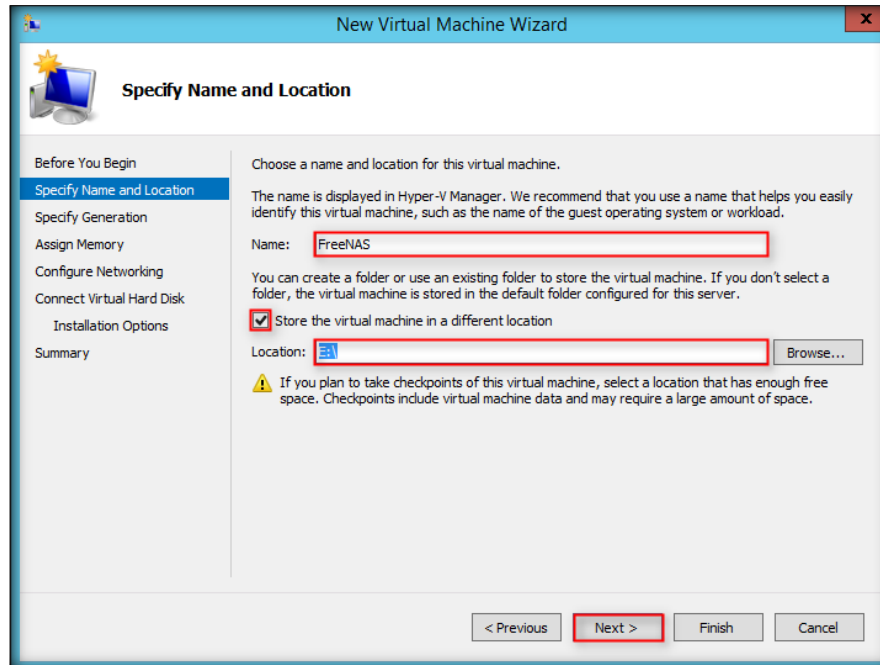 New Virtual Machine Wizard
x
Specify Name and Location
Before You Begin
Specify Name and Location
Specify Generation
Assign Memory
Configure Networking
Connect Virtual Hard Disk
Installation Options
Summary
Choose a name and location for this virtual machine.
The name is displayed in Hyper-V Manager. We recommend that you use a name that helps you easily
identify this virtual machine, such as the name of the guest operating system or workload.
Name: FreeNAS
You can create a folder or use an existing folder to store the virtual machine. If you don't select a
folder, the virtual machine is stored in the default folder configured for this server.
Store the virtual machine in a different location
Location: E:\ Browse...
If you plan to take checkpoints of this virtual machine, select a location that has enough free
space. Checkpoints include virtual machine data and may require a large amount of space.
< Previous Next > Finish Cancel